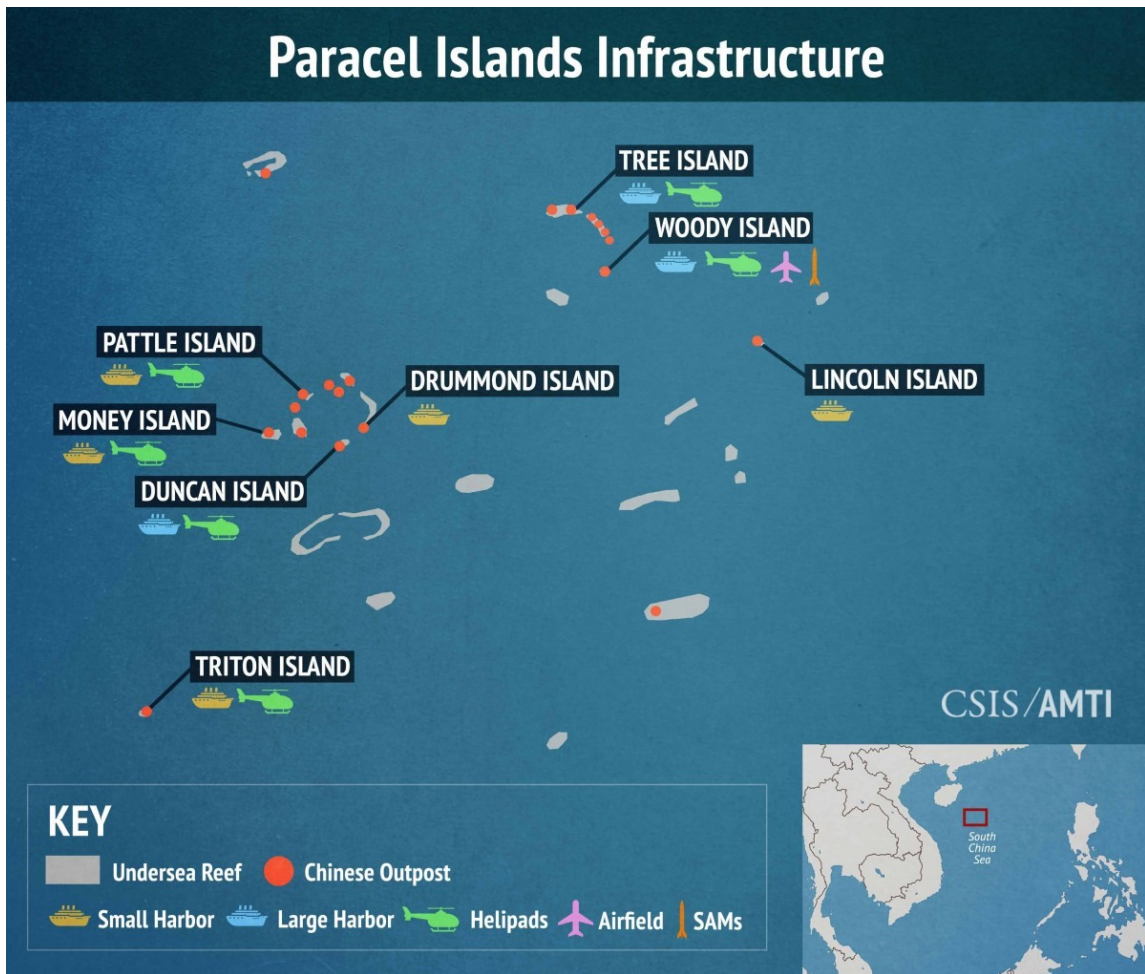 Paracel Islands Infrastructure
TREE ISLAND
WOODY ISLAND
PATTLE ISLAND
DRUMMOND ISLAND
LINCOLN ISLAND
MONEY ISLAND
DUNCAN ISLAND
TRITON ISLAND
CSIS/AMTI
KEY
Undersea Reef
Chinese Outpost
Small Harbor
Large Harbor
Helipads
Airfield
SAMs
South
China
Sea